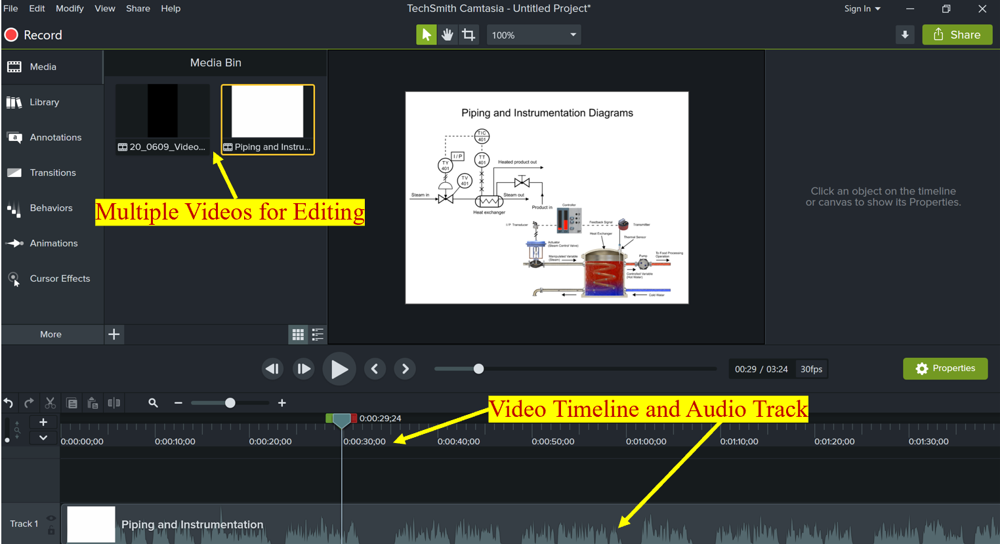 File Edit Modify View Share Help
TechSmith Camtasia - Untitled Project*
Sign In
Record
100%
Share
Media
Library
Annotations
Transitions
Behaviors
Animations
Cursor Effects
More
Media Bin
20_0609_Video...
Piping and Instru...
Multiple Videos for Editing
Piping and Instrumentation Diagrams
TIC
401
I / P
TY
401
TT
401
TV
401
Heated product out
Steam in
Steam out
Product in
Heat exchanger
Controller
I/P Transducer
Feedback Signal
Transmitter
Heat Exchanger
Thermal Sensor
Actuator
(Steam Control Valve)
Manipulated Variable
(Steam)
Pump
To Food Processing
Operation
Controlled Variable
(Hot Water)
Cold Water
Click an object on the timeline
or canvas to show its Properties.
00:29 / 03:24 30fps
Properties
Video Timeline and Audio Track
0:00:29;24
0:00:00;00 0:00:10;00 0:00:20;00 0:00:30;00 0:00:40;00 0:00:50;00 0:01:00;00 0:01:10;00 0:01:20;00 0:01:30;00
Track 1
Piping and Instrumentation